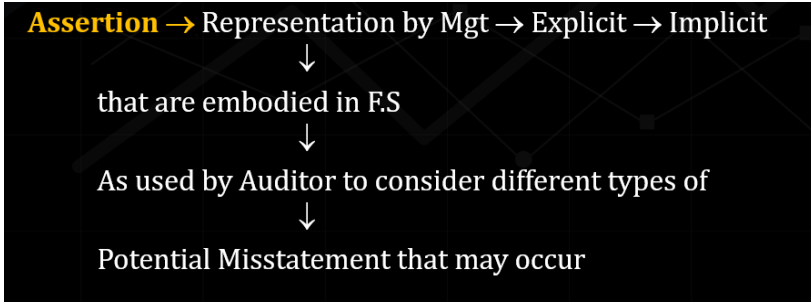 Assertion → Representation by Mgt → Explicit → Implicit
↓
that are embodied in F.S
↓
As used by Auditor to consider different types of
↓
Potential Misstatement that may occur